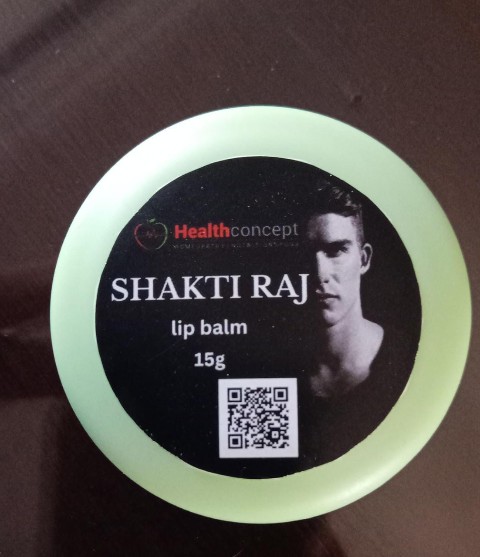 Healthconcept
SHAKTI RAJ
lip balm
15g